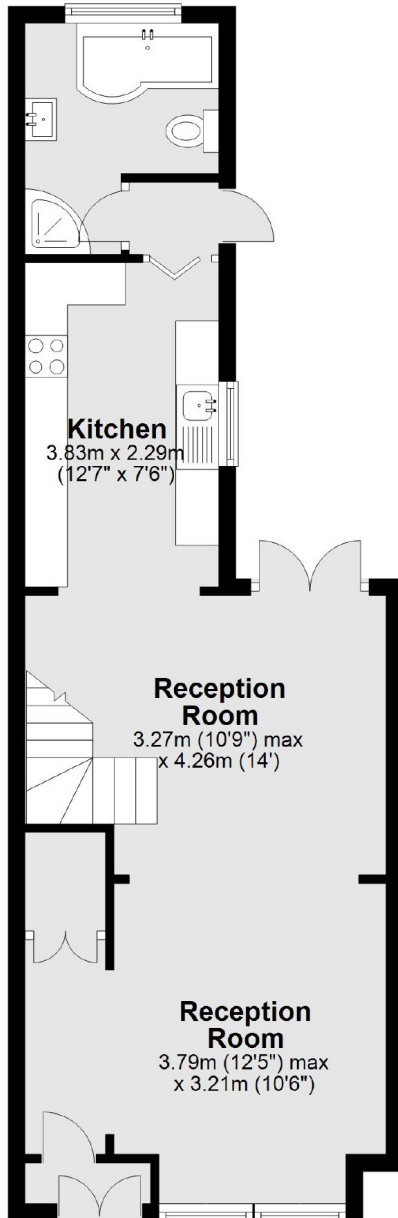 Kitchen
3.83m x 2.29m
(12'7" x 7'6")
Reception
Room
3.27m (10'9") max
x 4.26m (14')
Reception
Room
3.79m (12'5") max
x 3.21m (10'6")